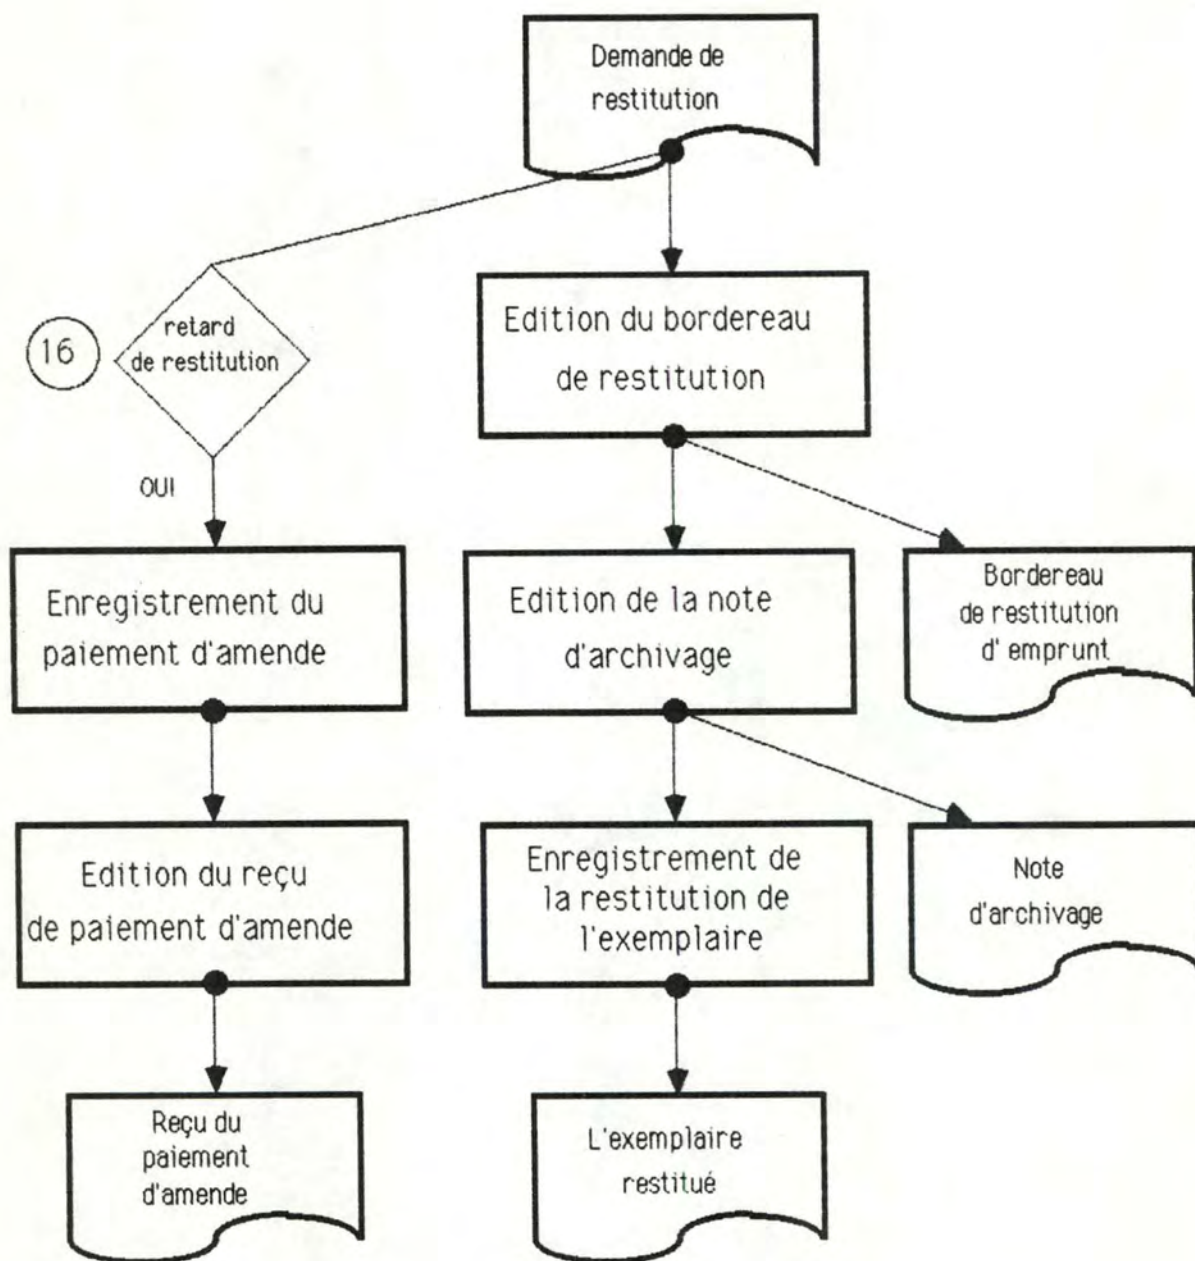 Demande de
restitution
16
retard
de restitution
OUI
Edition du bordereau
de restitution
Enregistrement du
paiement d'amende
Edition de la note
d'archivage
Bordereau
de restitution
d' emprunt
Edition du reçu
de paiement d'amende
Enregistrement de
la restitution de
l'exemplaire
Note
d'archivage
Reçu du
paiement
d'amende
L'exemplaire
restitué